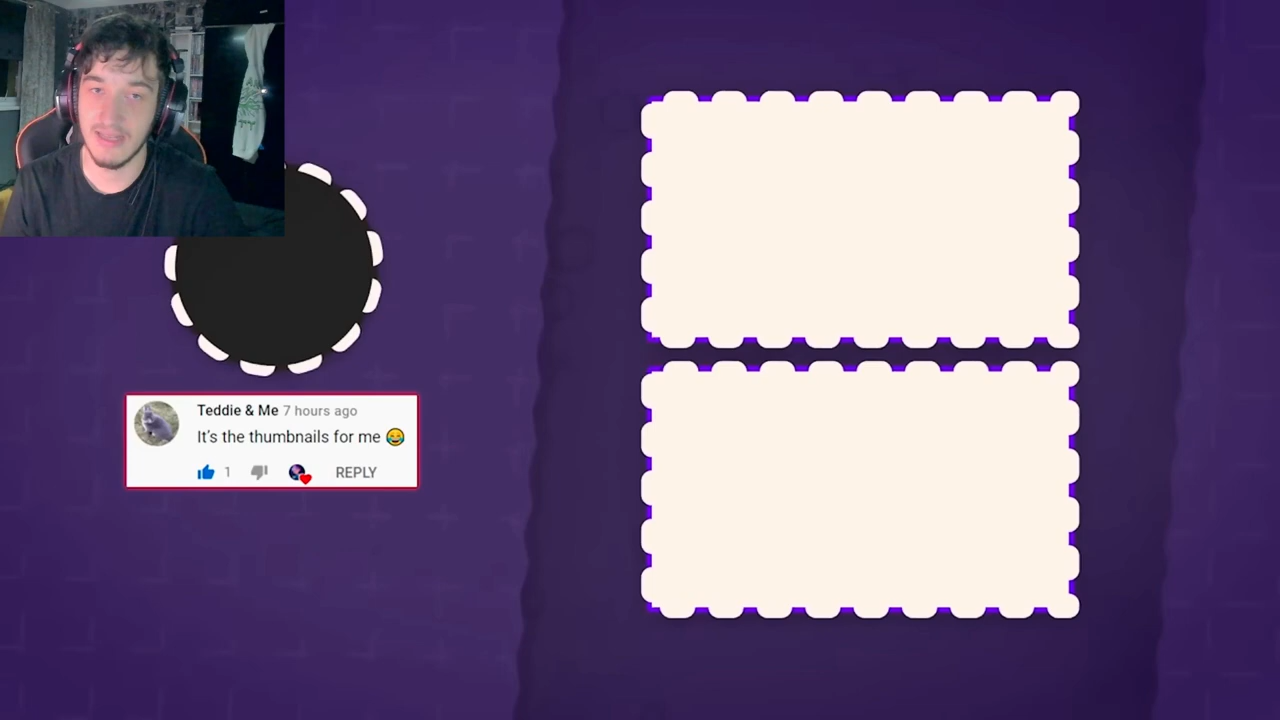 Teddie & Me 7 hours ago
It's the thumbnails for me 😂
1 REPLY